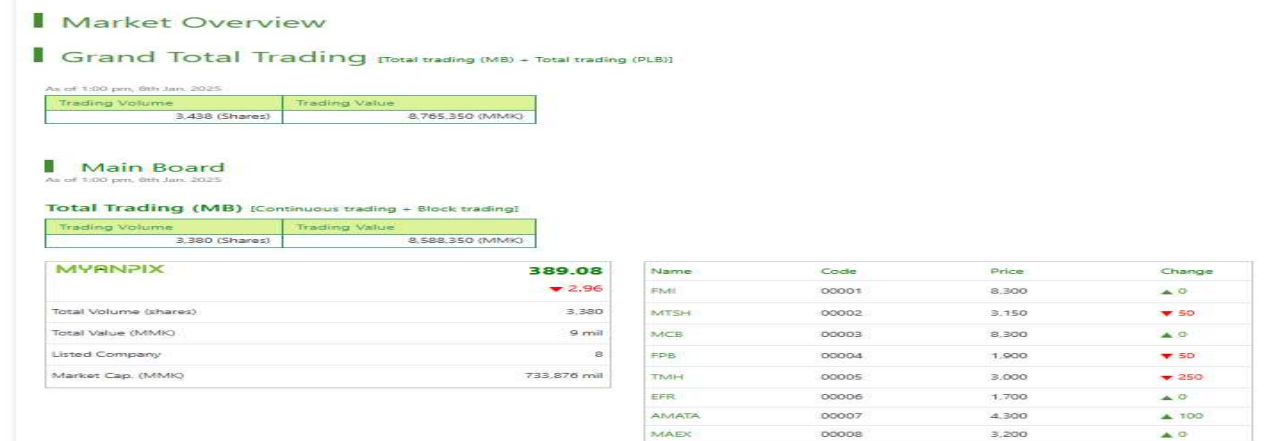 Market Overview
Grand Total Trading [Total trading (MB) + Total trading (PLB)]
As of 1:00 pm, 8th Jan, 2025
Trading Volume Trading Value
3,438 (Shares) 8,765,350 (MMK)
Main Board
As of 1:00 pm, 8th Jan, 2025
Total Trading (MB) [Continuous trading + Block trading]
Trading Volume Trading Value
3,380 (Shares) 8,588,350 (MMK)
MYANPIX 389.08
▼ 2.96
Total Volume (shares) 3,380
Total Value (MMK) 9 mil
Listed Company 8
Market Cap. (MMK) 733,876 mil
Name Code Price Change
FMI 00001 8,300 ▲ 0
MTSH 00002 3,150 ▼ 50
MCB 00003 8,300 ▲ 0
FPB 00004 1,900 ▼ 50
TMH 00005 3,000 ▼ 250
EFR 00006 1,700 ▲ 0
AMATA 00007 4,300 ▲ 100
MAEX 00008 3,200 ▲ 0